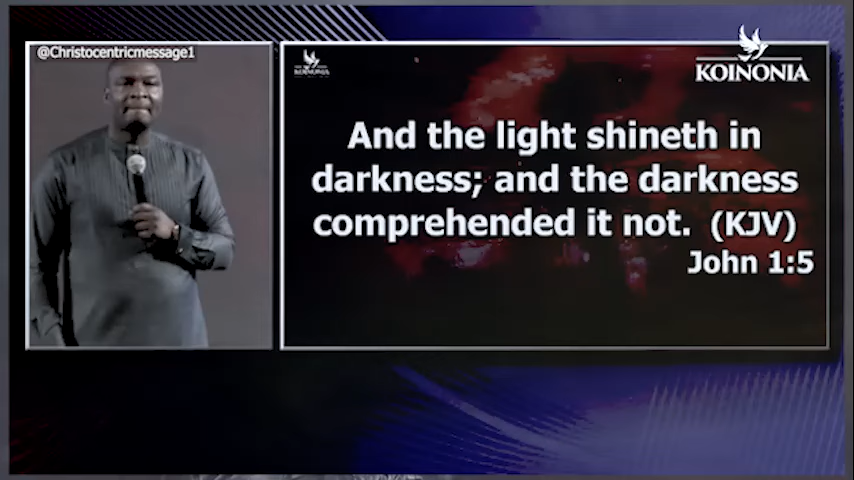 @Christocentricmessage1
KOINONIA
KOINONIA
And the light shineth in
darkness; and the darkness
comprehended it not. (KJV)
John 1:5